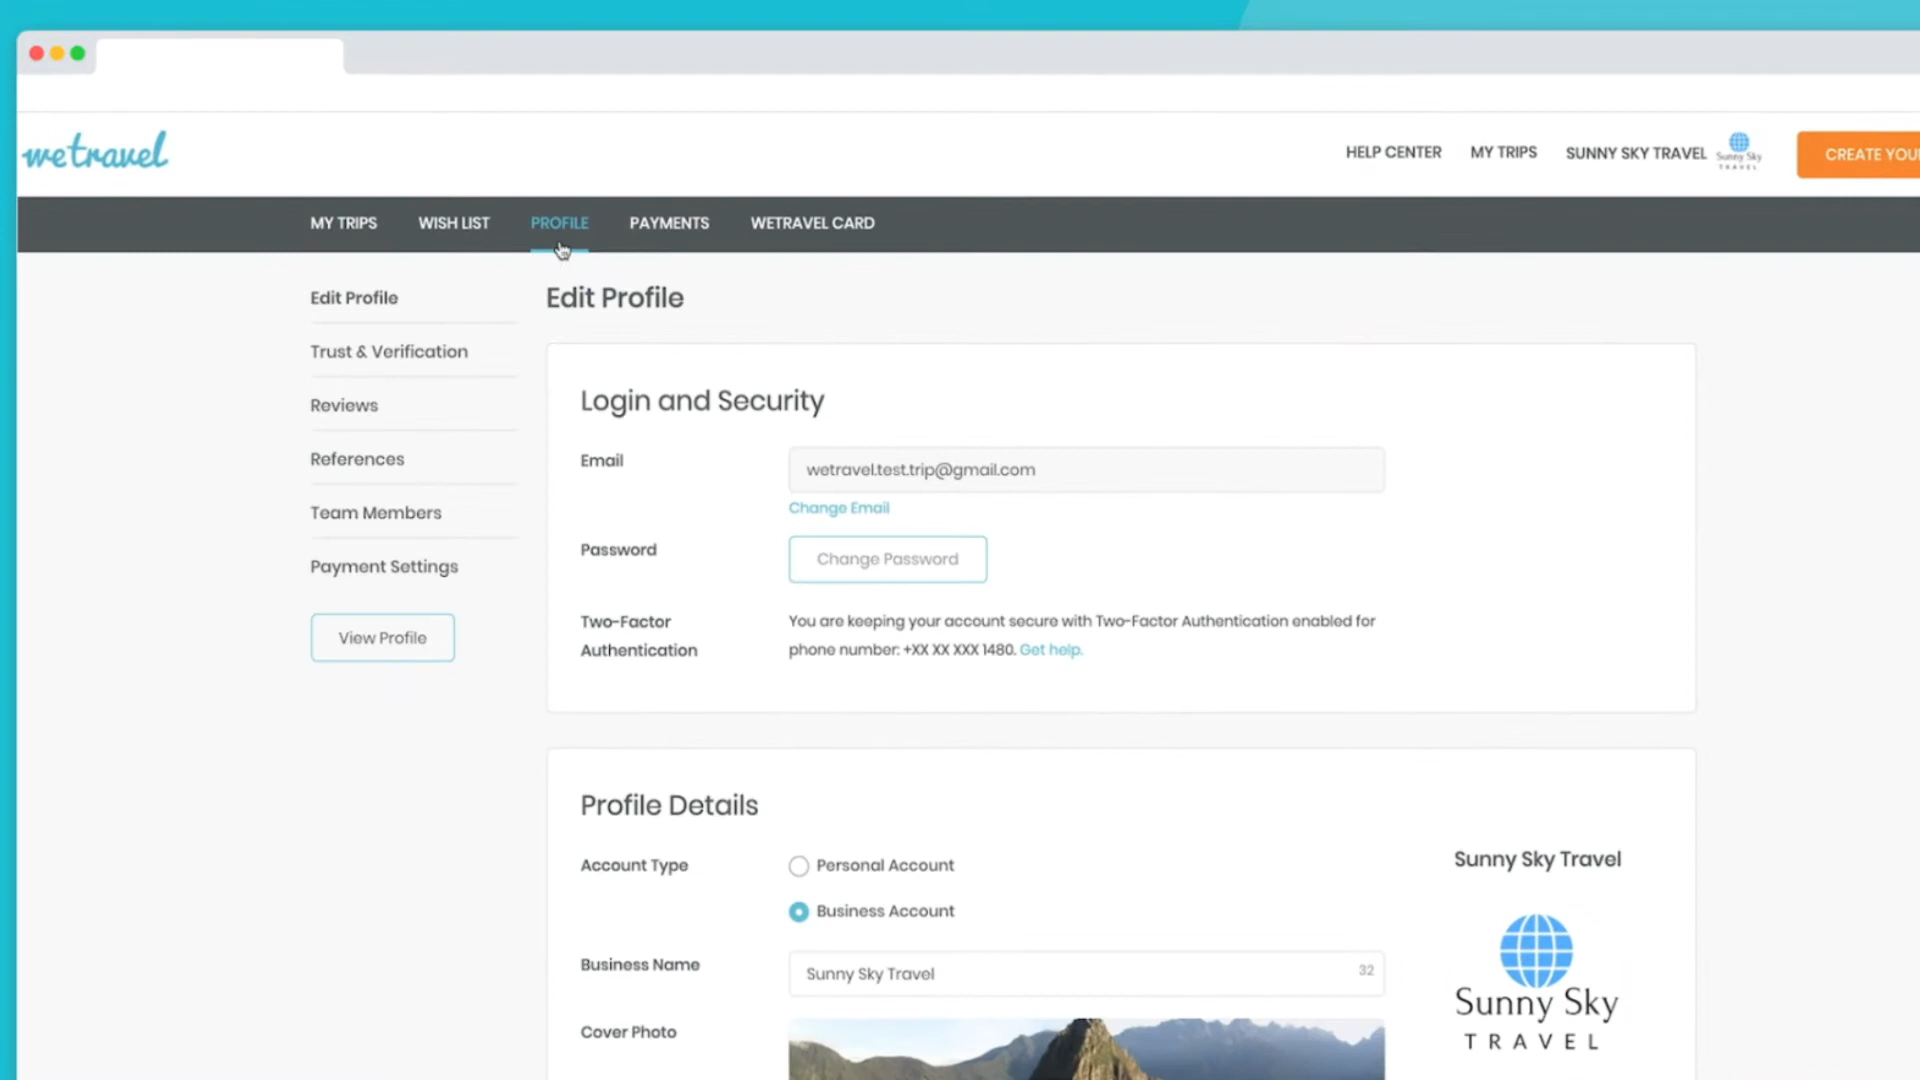 wetravel
HELP CENTER MY TRIPS SUNNY SKY TRAVEL
Sunny Sky
TRAVEL
CREATE YOU
MY TRIPS WISH LIST PROFILE PAYMENTS WETRAVEL CARD
Edit Profile
Trust & Verification
Reviews
References
Team Members
Payment Settings
View Profile
Edit Profile
Login and Security
Email
wetravel.test.trip@gmail.com
Change Email
Password
Change Password
Two-Factor
Authentication
You are keeping your account secure with Two-Factor Authentication enabled for
phone number: +XX XX XXX 1480. Get help.
Profile Details
Account Type
Personal Account
Business Account
Business Name
Sunny Sky Travel 32
Cover Photo
Sunny Sky Travel
Sunny Sky
TRAVEL